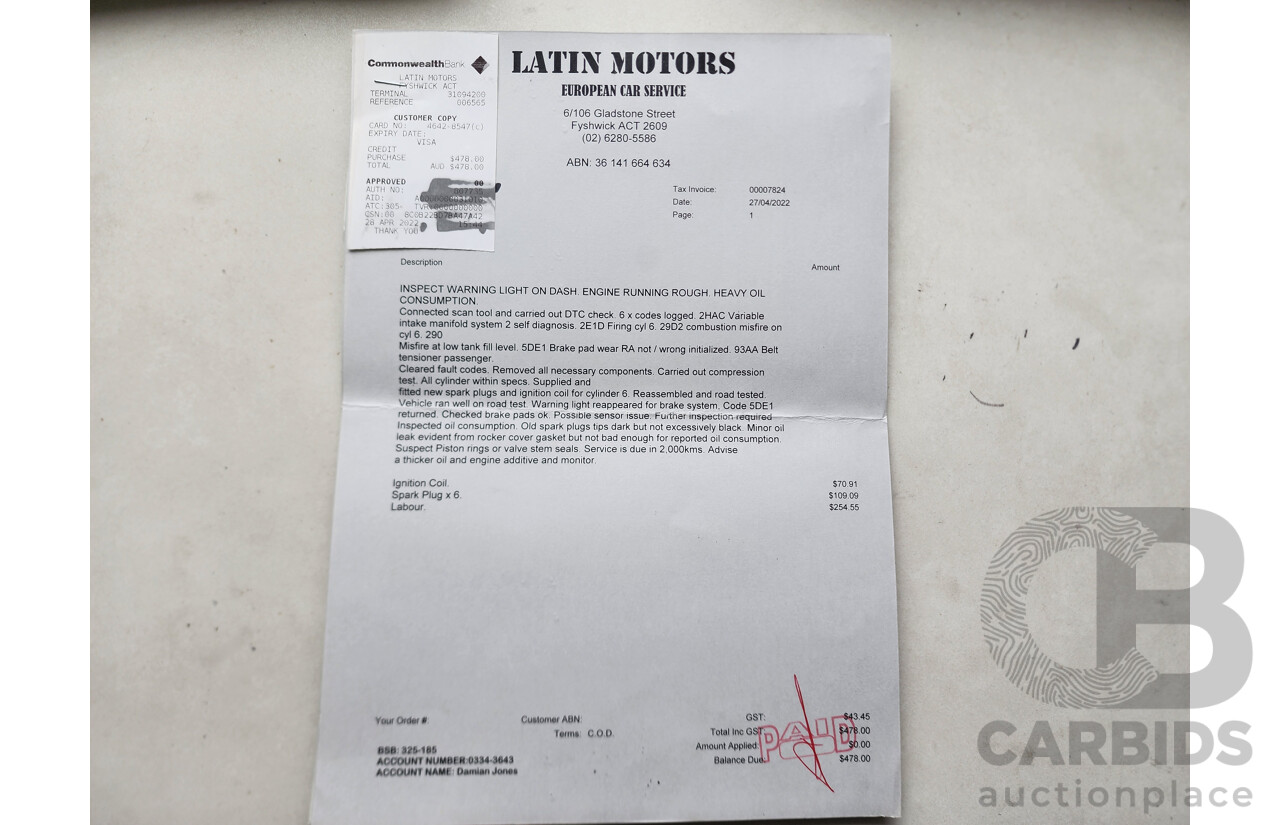 CommonwealthBank
LATIN MOTORS
FYSHWICK ACT
TERMINAL 31094200
REFERENCE 006565
CUSTOMER COPY
CARD NO: 4642-8547(c)
EXPIRY DATE:
VISA
CREDIT
PURCHASE $478.00
TOTAL AUD $478.00
APPROVED 00
AUTH NO:
AID:
ATC:305-
CSN:00
28 APR 2022 15:44
THANK YOU
LATIN MOTORS
EUROPEAN CAR SERVICE
6/106 Gladstone Street
Fyshwick ACT 2609
(02) 6280-5586
ABN: 36 141 664 634
Tax Invoice: 00007824
Date: 27/04/2022
Page: 1
Description Amount
INSPECT WARNING LIGHT ON DASH. ENGINE RUNNING ROUGH. HEAVY OIL
CONSUMPTION.
Connected scan tool and carried out DTC check. 6 x codes logged. 2HAC Variable
intake manifold system 2 self diagnosis. 2E1D Firing cyl 6. 29D2 combustion misfire on
cyl 6. 290
Misfire at low tank fill level. 5DE1 Brake pad wear RA not / wrong initialized. 93AA Belt
tensioner passenger.
Cleared fault codes. Removed all necessary components. Carried out compression
test. All cylinder within specs. Supplied and
fitted new spark plugs and ignition coil for cylinder 6. Reassembled and road tested.
Vehicle ran well on road test. Warning light reappeared for brake system. Code 5DE1
returned. Checked brake pads ok. Possible sensor issue. Further inspection required
Inspected oil consumption. Old spark plugs tips dark but not excessively black. Minor oil
leak evident from rocker cover gasket but not bad enough for reported oil consumption.
Suspect Piston rings or valve stem seals. Service is due in 2,000kms. Advise
a thicker oil and engine additive and monitor.
Ignition Coil. $70.91
Spark Plug x 6. $109.09
Labour. $254.55
Your Order #: Customer ABN: GST: $43.45
Terms: C.O.D. Total Inc GST: $478.00
Amount Applied: $0.00
Balance Due: $478.00
PAID
BSB: 325-185
ACCOUNT NUMBER:0334-3643
ACCOUNT NAME: Damian Jones
CB
CARBIDS
auctionplace